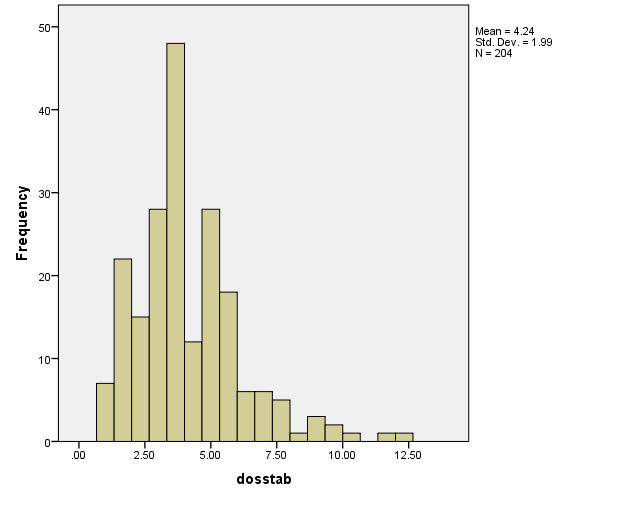 Mean = 4.24
Std. Dev. = 1.99
N = 204
Frequency
50
40
30
20
10
0
.00 2.50 5.00 7.50 10.00 12.50
dosstab